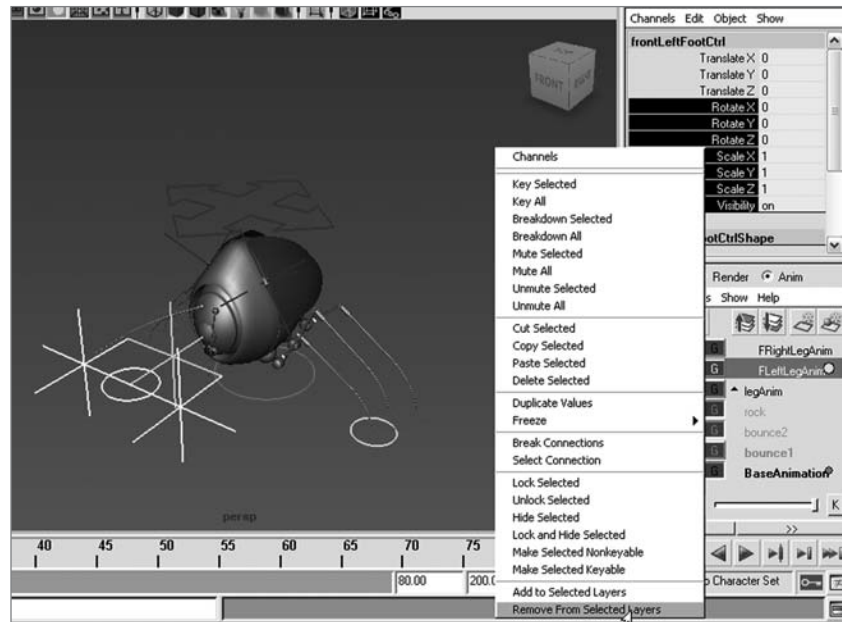 Channels Edit Object Show
frontLeftFootCtrl
Translate X 0
Translate Y 0
Translate Z 0
Rotate X 0
Rotate Y 0
Rotate Z 0
Scale X 1
Scale Y 1
Scale Z 1
Visibility on
otCtrlShape
FRONT
Channels
Key Selected
Key All
Breakdown Selected
Breakdown All
Mute Selected
Mute All
Unmute Selected
Unmute All
Cut Selected
Copy Selected
Paste Selected
Delete Selected
Duplicate Values
Freeze
Break Connections
Select Connection
Lock Selected
Unlock Selected
Hide Selected
Lock and Hide Selected
Make Selected Nonkeyable
Make Selected Keyable
Add to Selected Layers
Remove From Selected Layers
Render Anim
s Show Help
G FRightLegAnim
G FLeftLegAnim
G legAnim
G rock
G bounce2
G bounce1
G BaseAnimation
K
>>
persp
40 45 50 55 60 65 70 75
80.00 200.0
o Character Set